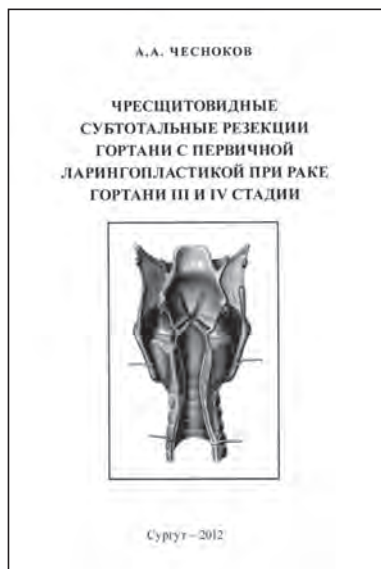 А.А. ЧЕСНОКОВ
ЧРЕСЩИТОВИДНЫЕ
СУБТОТАЛЬНЫЕ РЕЗЕКЦИИ
ГОРТАНИ С ПЕРВИЧНОЙ
ЛАРИНГОПЛАСТИКОЙ ПРИ РАКЕ
ГОРТАНИ III И IV СТАДИИ
Сургут – 2012